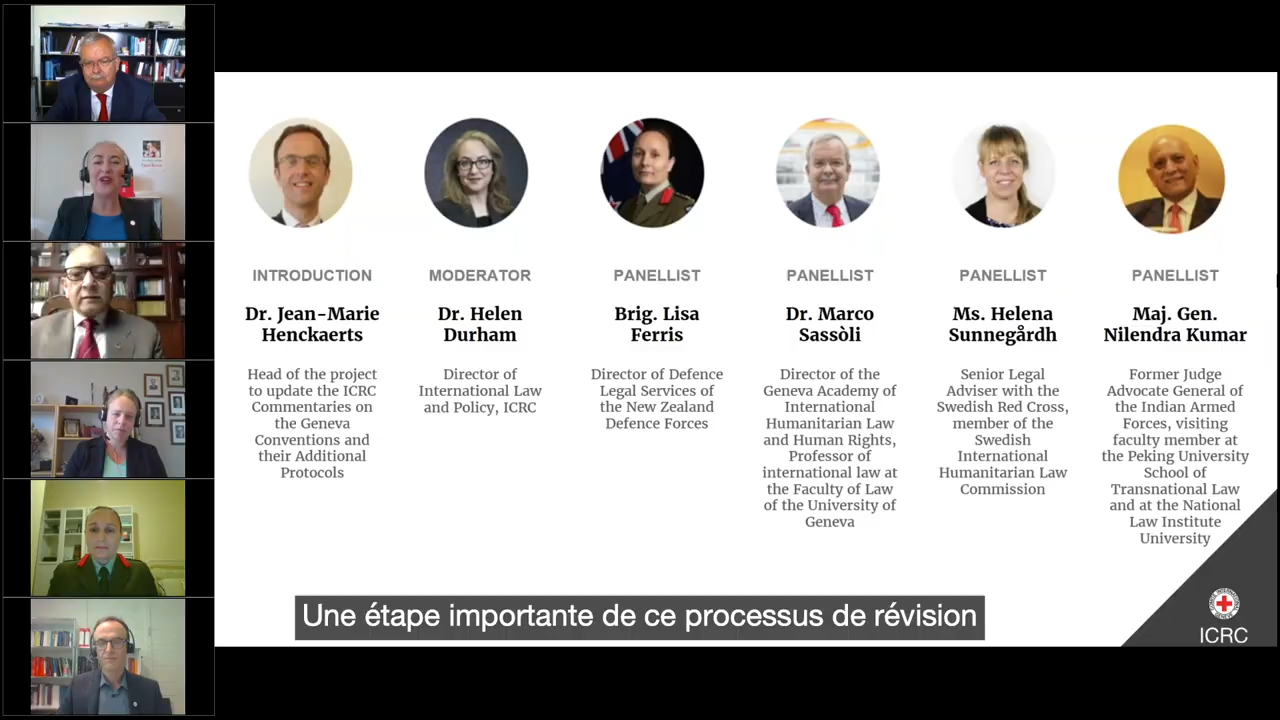 INTRODUCTION
Dr. Jean-Marie
Henckaerts
Head of the project
to update the ICRC
Commentaries on
the Geneva
Conventions and
their Additional
Protocols
MODERATOR
Dr. Helen
Durham
Director of
International Law
and Policy, ICRC
PANELLIST
Brig. Lisa
Ferris
Director of Defence
Legal Services of
the New Zealand
Defence Forces
PANELLIST
Dr. Marco
Sassòli
Director of the
Geneva Academy of
International
Humanitarian Law
and Human Rights,
Professor of
international law at
the Faculty of Law
of the University of
Geneva
PANELLIST
Ms. Helena
Sunnegårdh
Senior Legal
Adviser with the
Swedish Red Cross,
member of the
Swedish
International
Humanitarian Law
Commission
PANELLIST
Maj. Gen.
Nilendra Kumar
Former Judge
Advocate General of
the Indian Armed
Forces, visiting
faculty member at
the Peking University
School of
Transnational Law
and at the National
Law Institute
University
Une étape importante de ce processus de révision
ICRC